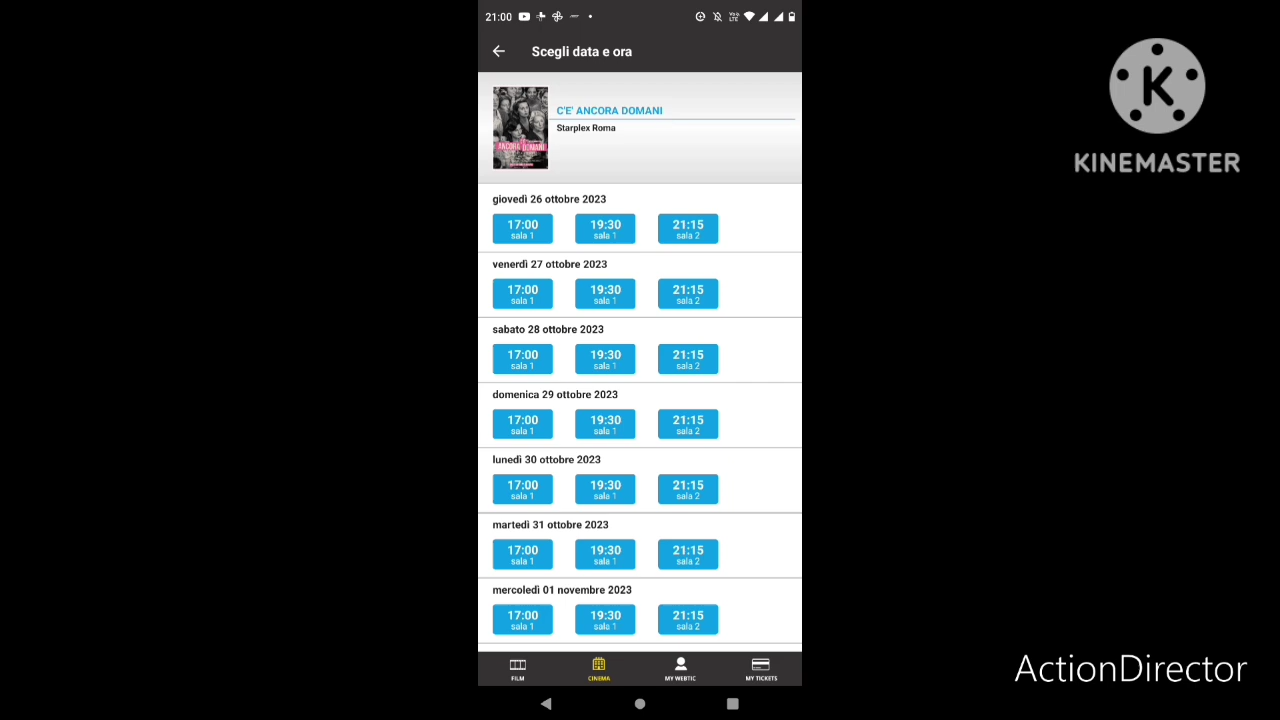 21:00
Vo))
LTE
Scegli data e ora
C'E' ANCORA DOMANI
Starplex Roma
ANCORA DOMANI
giovedì 26 ottobre 2023
17:00 19:30 21:15
sala 1 sala 1 sala 2
venerdì 27 ottobre 2023
17:00 19:30 21:15
sala 1 sala 1 sala 2
sabato 28 ottobre 2023
17:00 19:30 21:15
sala 1 sala 1 sala 2
domenica 29 ottobre 2023
17:00 19:30 21:15
sala 1 sala 1 sala 2
lunedì 30 ottobre 2023
17:00 19:30 21:15
sala 1 sala 1 sala 2
martedì 31 ottobre 2023
17:00 19:30 21:15
sala 1 sala 1 sala 2
mercoledì 01 novembre 2023
17:00 19:30 21:15
sala 1 sala 1 sala 2
FILM CINEMA MY WEBTIC MY TICKETS
K
KINEMASTER
ActionDirector